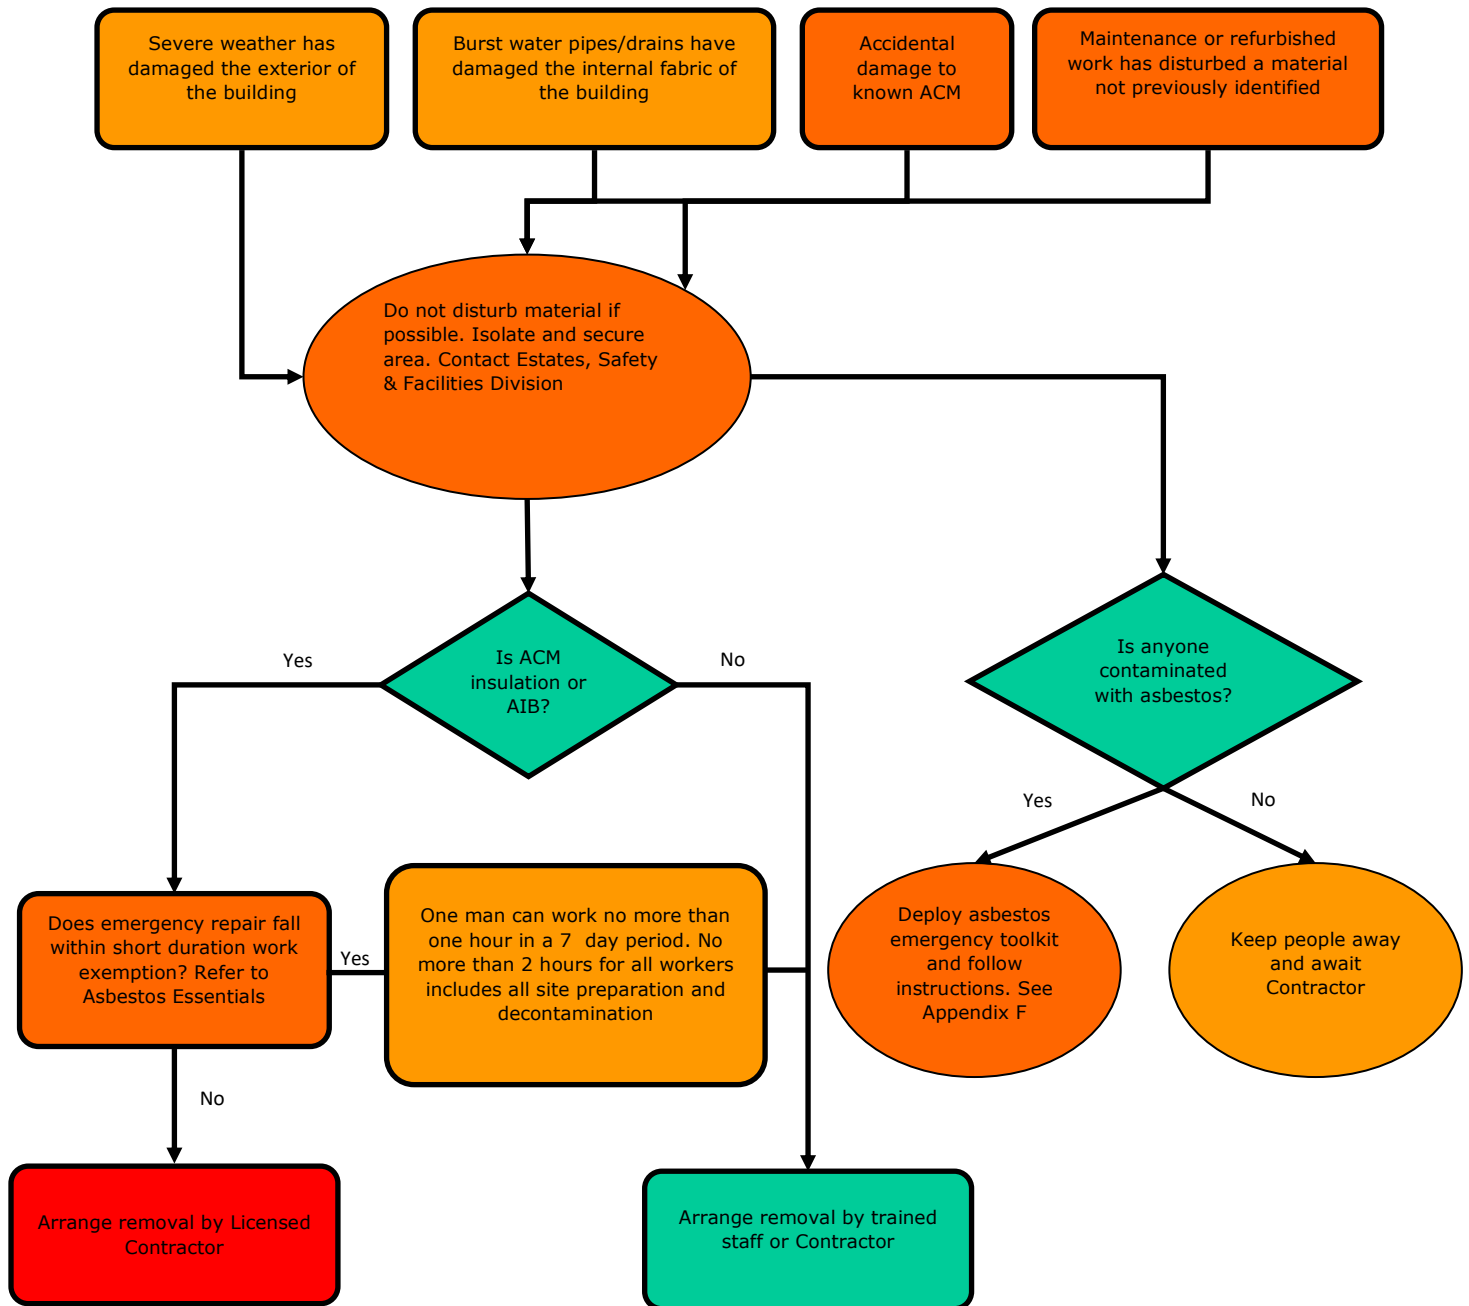 Severe weather has
damaged the exterior of
the building
Burst water pipes/drains have
damaged the internal fabric of
the building
Accidental
damage to
known ACM
Maintenance or refurbished
work has disturbed a material
not previously identified
Do not disturb material if
possible. Isolate and secure
area. Contact Estates, Safety
& Facilities Division
Yes
Is ACM
insulation or
AIB?
No
Is anyone
contaminated
with asbestos?
Yes
No
Does emergency repair fall
within short duration work
exemption? Refer to
Asbestos Essentials
Yes
One man can work no more than
one hour in a 7 day period. No
more than 2 hours for all workers
includes all site preparation and
decontamination
Deploy asbestos
emergency toolkit
and follow
instructions. See
Appendix F
Keep people away
and await
Contractor
No
Arrange removal by Licensed
Contractor
Arrange removal by trained
staff or Contractor